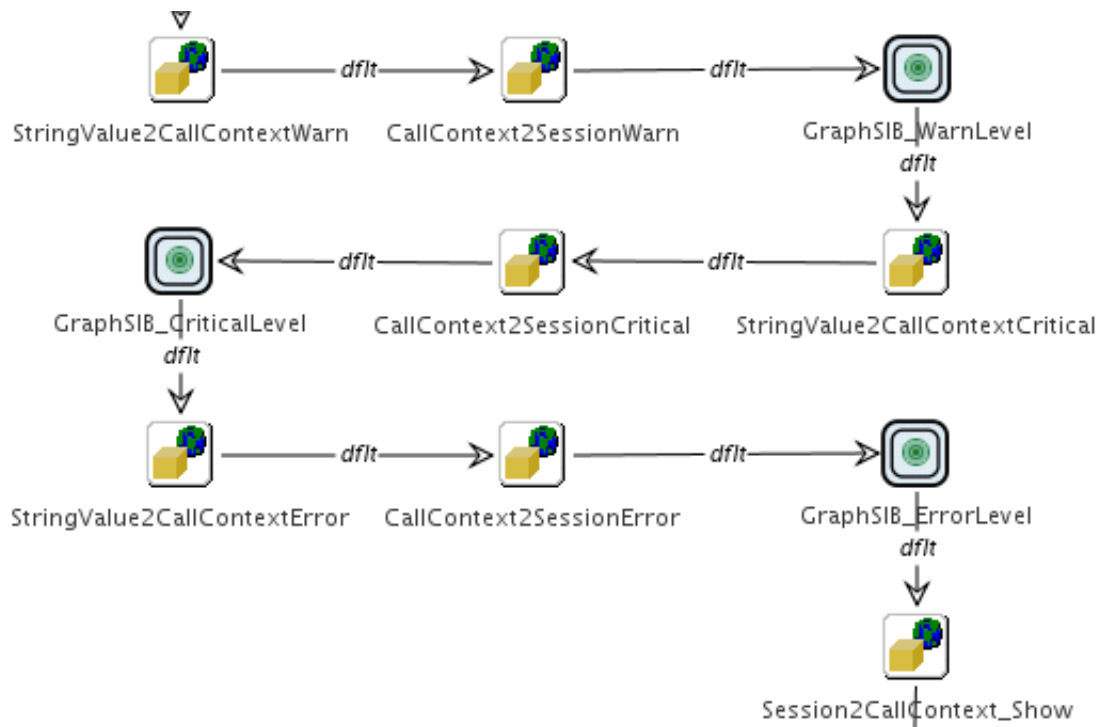 dflt
dflt
StringValue2CallContextWarn
CallContext2SessionWarn
GraphSIB_WarnLevel
dflt
dflt
dflt
GraphSIB_CriticalLevel
CallContext2SessionCritical
StringValue2CallContextCritical
dflt
dflt
dflt
StringValue2CallContextError
CallContext2SessionError
GraphSIB_ErrorLevel
dflt
Session2CallContext_Show